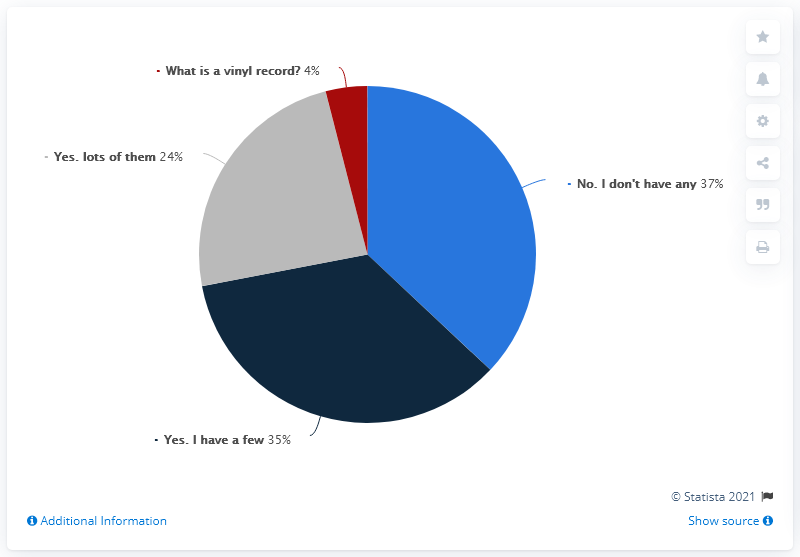 What is a vinyl record? 4%
Yes. lots of them 24%
No. I don't have any 37%
Yes. I have a few 35%
© Statista 2021
Additional Information
Show source